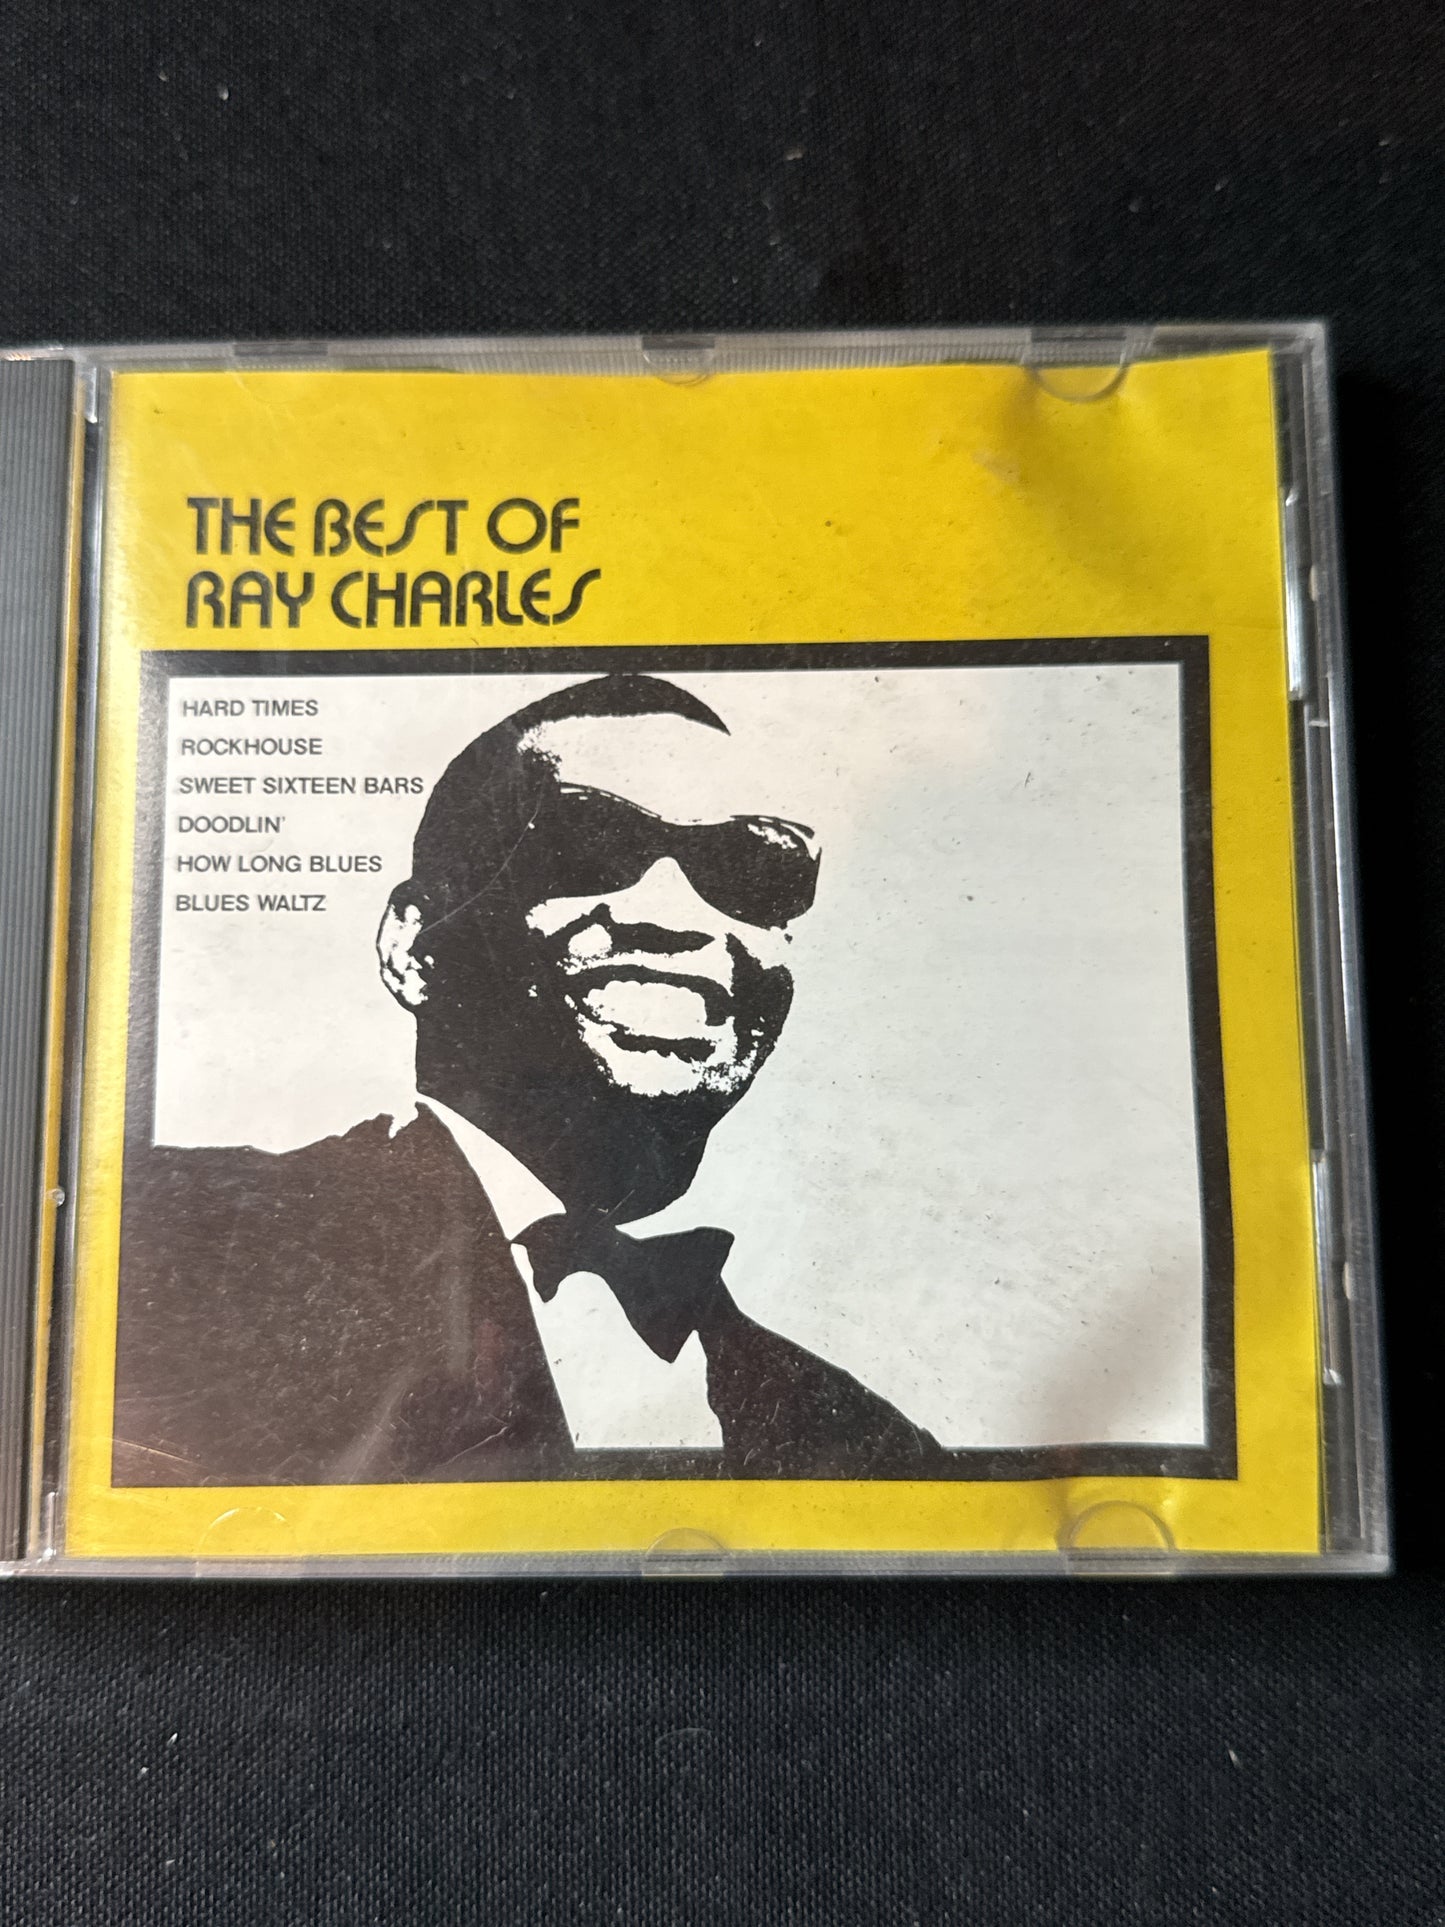 THE BEST OF
RAY CHARLES
HARD TIMES
ROCKHOUSE
SWEET SIXTEEN BARS
DOODLIN'
HOW LONG BLUES
BLUES WALTZ